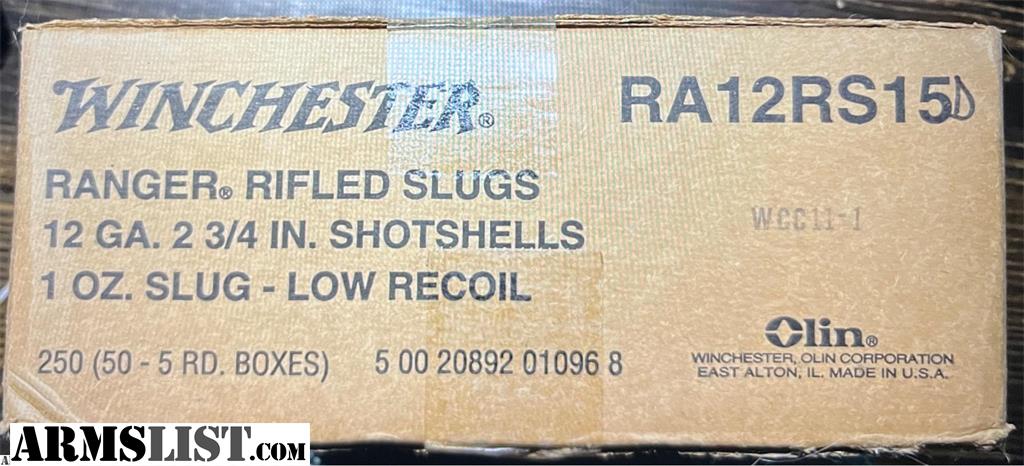 WINCHESTER® RA12RS15D
RANGER® RIFLED SLUGS
12 GA. 2 3/4 IN. SHOTSHELLS
WCC11-1
1 OZ. SLUG - LOW RECOIL
Olin®
WINCHESTER, OLIN CORPORATION
EAST ALTON, IL. MADE IN U.S.A.
250 (50 - 5 RD. BOXES) 5 00 20892 01096 8
ARMSLIST.com